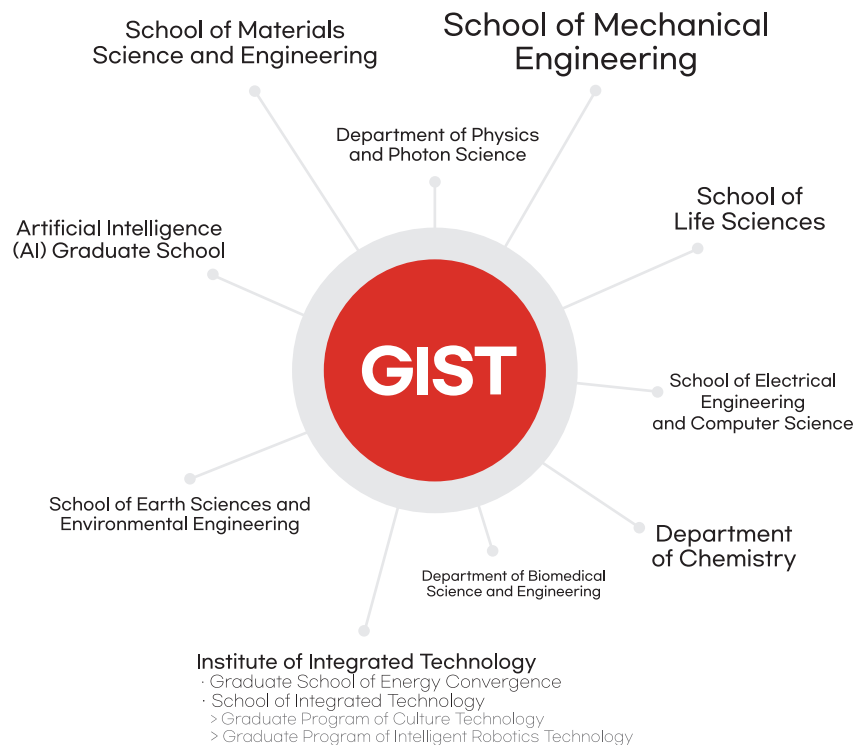 School of Materials
Science and Engineering
School of Mechanical
Engineering
Department of Physics
and Photon Science
School of
Life Sciences
Artificial Intelligence
(AI) Graduate School
GIST
School of Electrical
Engineering
and Computer Science
School of Earth Sciences and
Environmental Engineering
Department
of Chemistry
Department of Biomedical
Science and Engineering
Institute of Integrated Technology
· Graduate School of Energy Convergence
· School of Integrated Technology
> Graduate Program of Culture Technology
> Graduate Program of Intelligent Robotics Technology